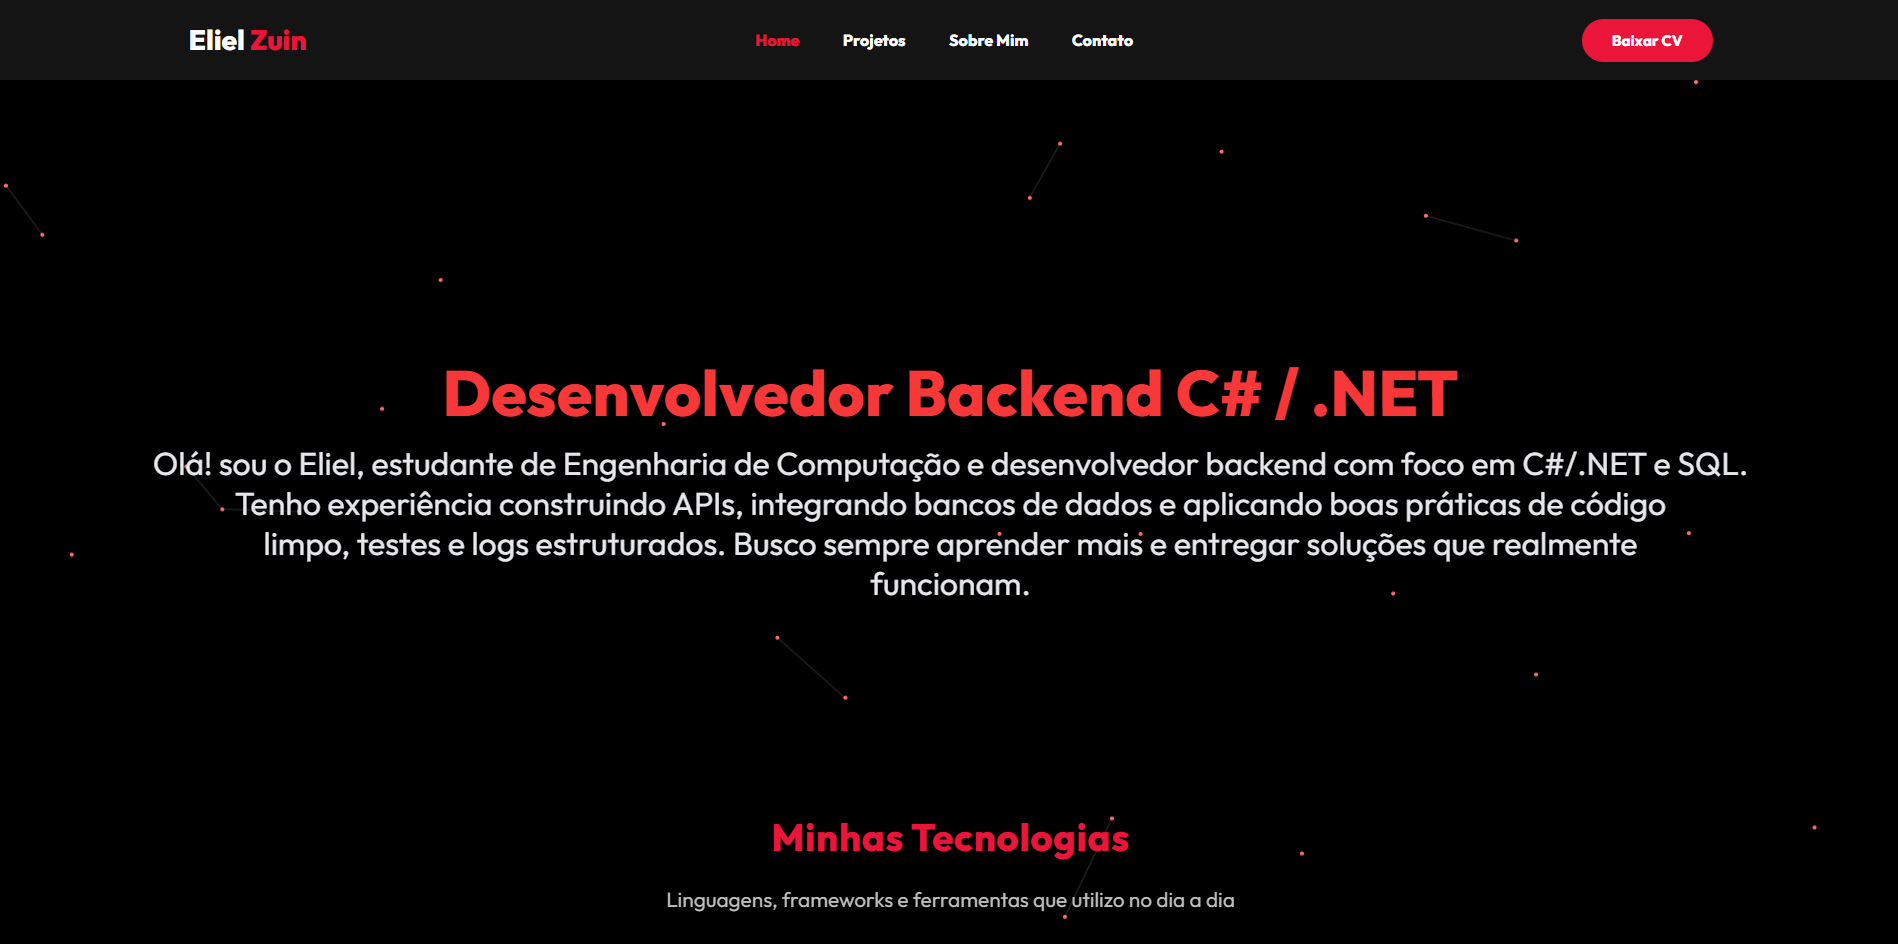 Eliel Zuin
Home
Projetos
Sobre Mim
Contato
Baixar CV
Desenvolvedor Backend C# / .NET
Olá! sou o Eliel, estudante de Engenharia de Computação e desenvolvedor backend com foco em C#/.NET e SQL.
Tenho experiência construindo APIs, integrando bancos de dados e aplicando boas práticas de código
limpo, testes e logs estruturados. Busco sempre aprender mais e entregar soluções que realmente
funcionam.
Minhas Tecnologias
Linguagens, frameworks e ferramentas que utilizo no dia a dia